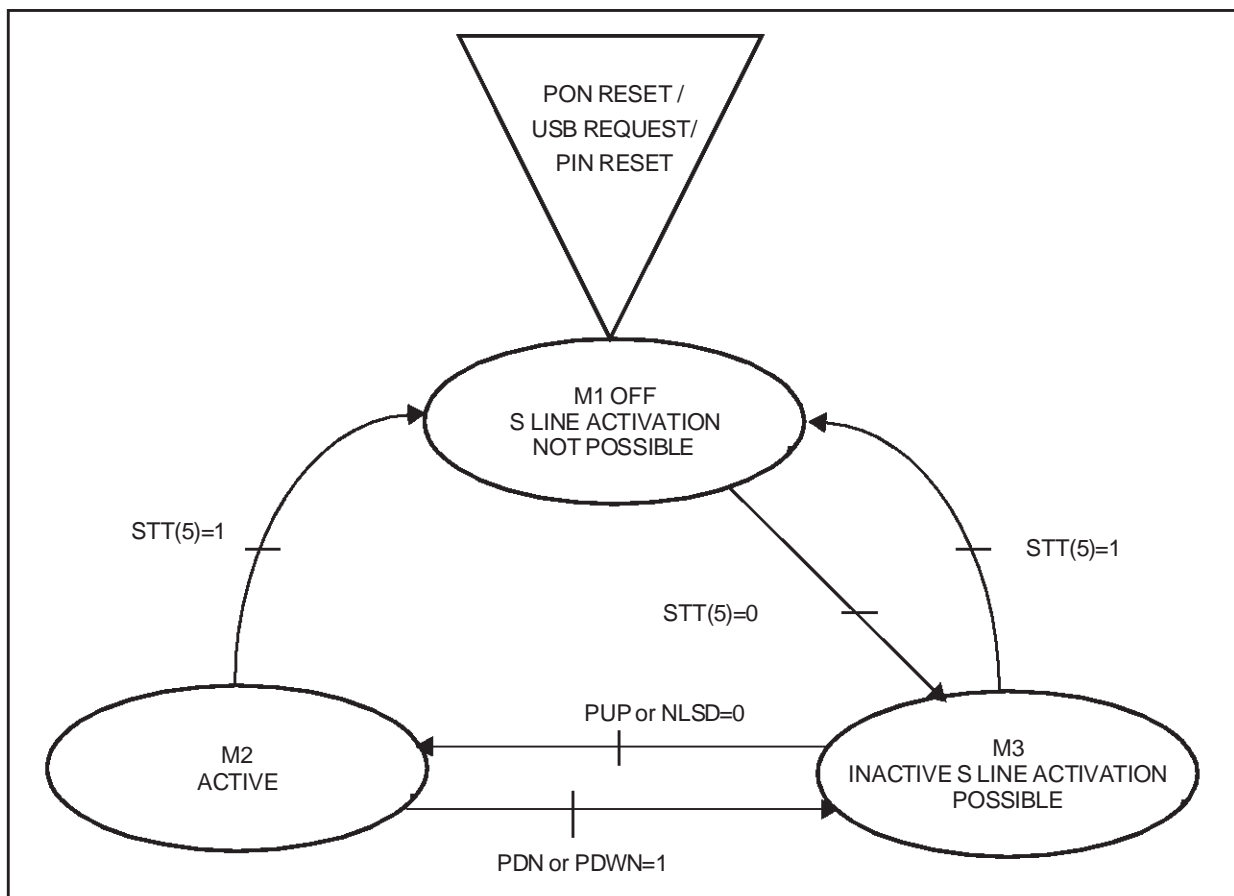 PON RESET /
USB REQUEST/
PIN RESET
M1 OFF
S LINE ACTIVATION
NOT POSSIBLE
STT(5)=1
STT(5)=1
STT(5)=0
PUP or NLSD=0
M2
ACTIVE
M3
INACTIVE S LINE ACTIVATION
POSSIBLE
PDN or PDWN=1